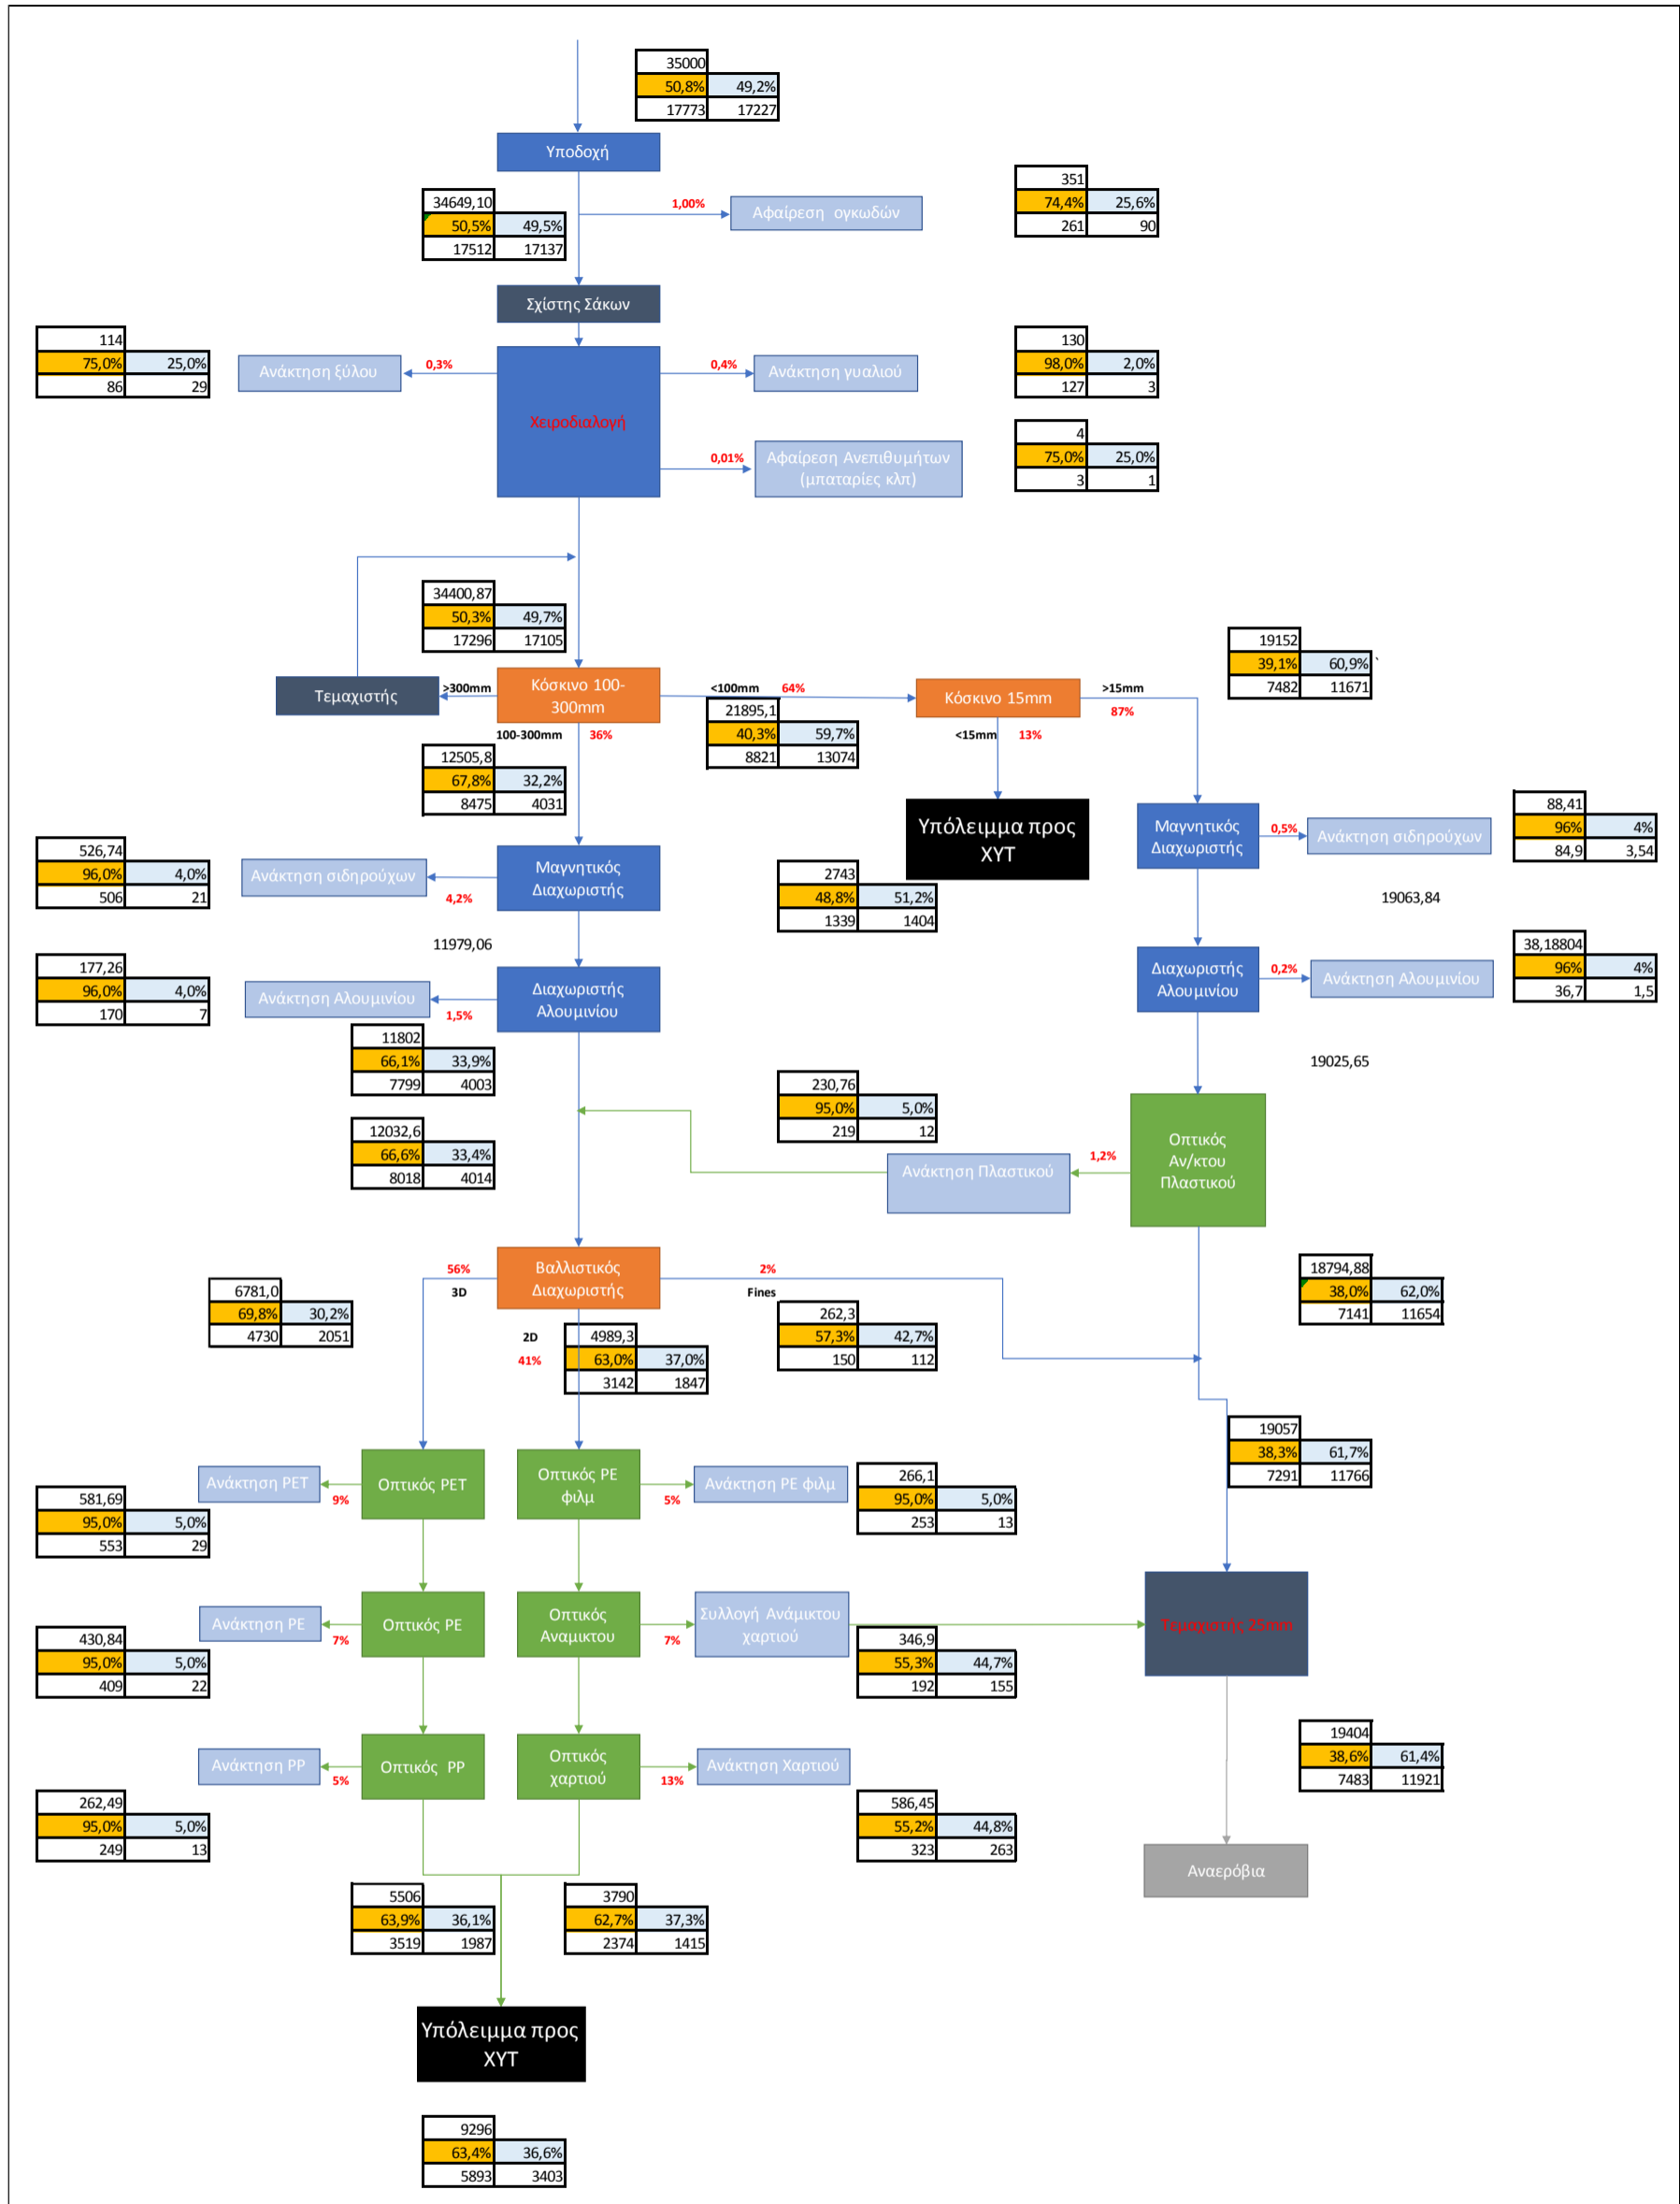 35000
50,8% 49,2%
17773 17227
Υποδοχή
34649,10
50,5% 49,5%
17512 17137
1,00%
Αφαίρεση ογκωδών
351
74,4% 25,6%
261 90
Σχίστης Σάκων
114
75,0% 25,0%
86 29
Ανάκτηση ξύλου
0,3%
Χειροδιαλογή
0,4%
Ανάκτηση γυαλιού
130
98,0% 2,0%
127 3
0,01%
Αφαίρεση Ανεπιθυμήτων
(μπαταρίες κλπ)
4
75,0% 25,0%
3 1
34400,87
50,3% 49,7%
17296 17105
Τεμαχιστής
>300mm
Κόσκινο 100-
300mm
<100mm 64%
21895,1
40,3% 59,7%
8821 13074
Κόσκινο 15mm
>15mm
87%
19152
39,1% 60,9% `
7482 11671
100-300mm 36%
12505,8
67,8% 32,2%
8475 4031
<15mm 13%
Υπόλειμμα προς
ΧΥΤ
2743
48,8% 51,2%
1339 1404
Μαγνητικός
Διαχωριστής
0,5%
Ανάκτηση σιδηρούχων
88,41
96% 4%
84,9 3,54
526,74
96,0% 4,0%
506 21
Ανάκτηση σιδηρούχων
4,2%
Μαγνητικός
Διαχωριστής
19063,84
11979,06
177,26
96,0% 4,0%
170 7
Ανάκτηση Αλουμινίου
1,5%
Διαχωριστής
Αλουμινίου
Διαχωριστής
Αλουμινίου
0,2%
Ανάκτηση Αλουμινίου
38,18804
96% 4%
36,7 1,5
11802
66,1% 33,9%
7799 4003
19025,65
230,76
95,0% 5,0%
219 12
12032,6
66,6% 33,4%
8018 4014
Ανάκτηση Πλαστικού
1,2%
Οπτικός
Αν/κτου
Πλαστικού
56%
3D
Βαλλιστικός
Διαχωριστής
2%
Fines
6781,0
69,8% 30,2%
4730 2051
2D
41%
4989,3
63,0% 37,0%
3142 1847
262,3
57,3% 42,7%
150 112
18794,88
38,0% 62,0%
7141 11654
19057
38,3% 61,7%
7291 11766
Ανάκτηση PET
9%
Οπτικός PET
Οπτικός PE
φιλμ
5%
Ανάκτηση PE φιλμ
581,69
95,0% 5,0%
553 29
266,1
95,0% 5,0%
253 13
Ανάκτηση PE
7%
Οπτικός PE
Οπτικός
Αναμικτου
7%
Συλλογή Ανάμικτου
χαρτιού
Τεμαχιστής 25mm
430,84
95,0% 5,0%
409 22
346,9
55,3% 44,7%
192 155
Ανάκτηση PP
5%
Οπτικός PP
Οπτικός
χαρτιού
13%
Ανάκτηση Χαρτιού
19404
38,6% 61,4%
7483 11921
262,49
95,0% 5,0%
249 13
586,45
55,2% 44,8%
323 263
Αναερόβια
5506
63,9% 36,1%
3519 1987
3790
62,7% 37,3%
2374 1415
Υπόλειμμα προς
ΧΥΤ
9296
63,4% 36,6%
5893 3403